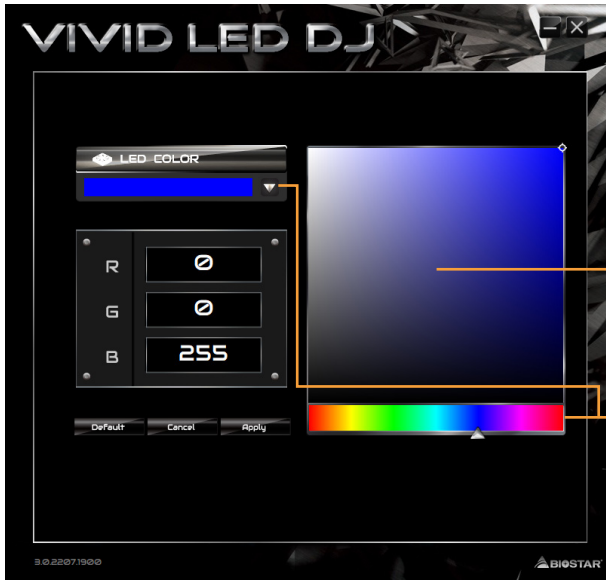 VIVID LED DJ
LED COLOR
R 0
G 0
B 255
Default Cancel Apply
3.0.2207.1900
BIOSTAR